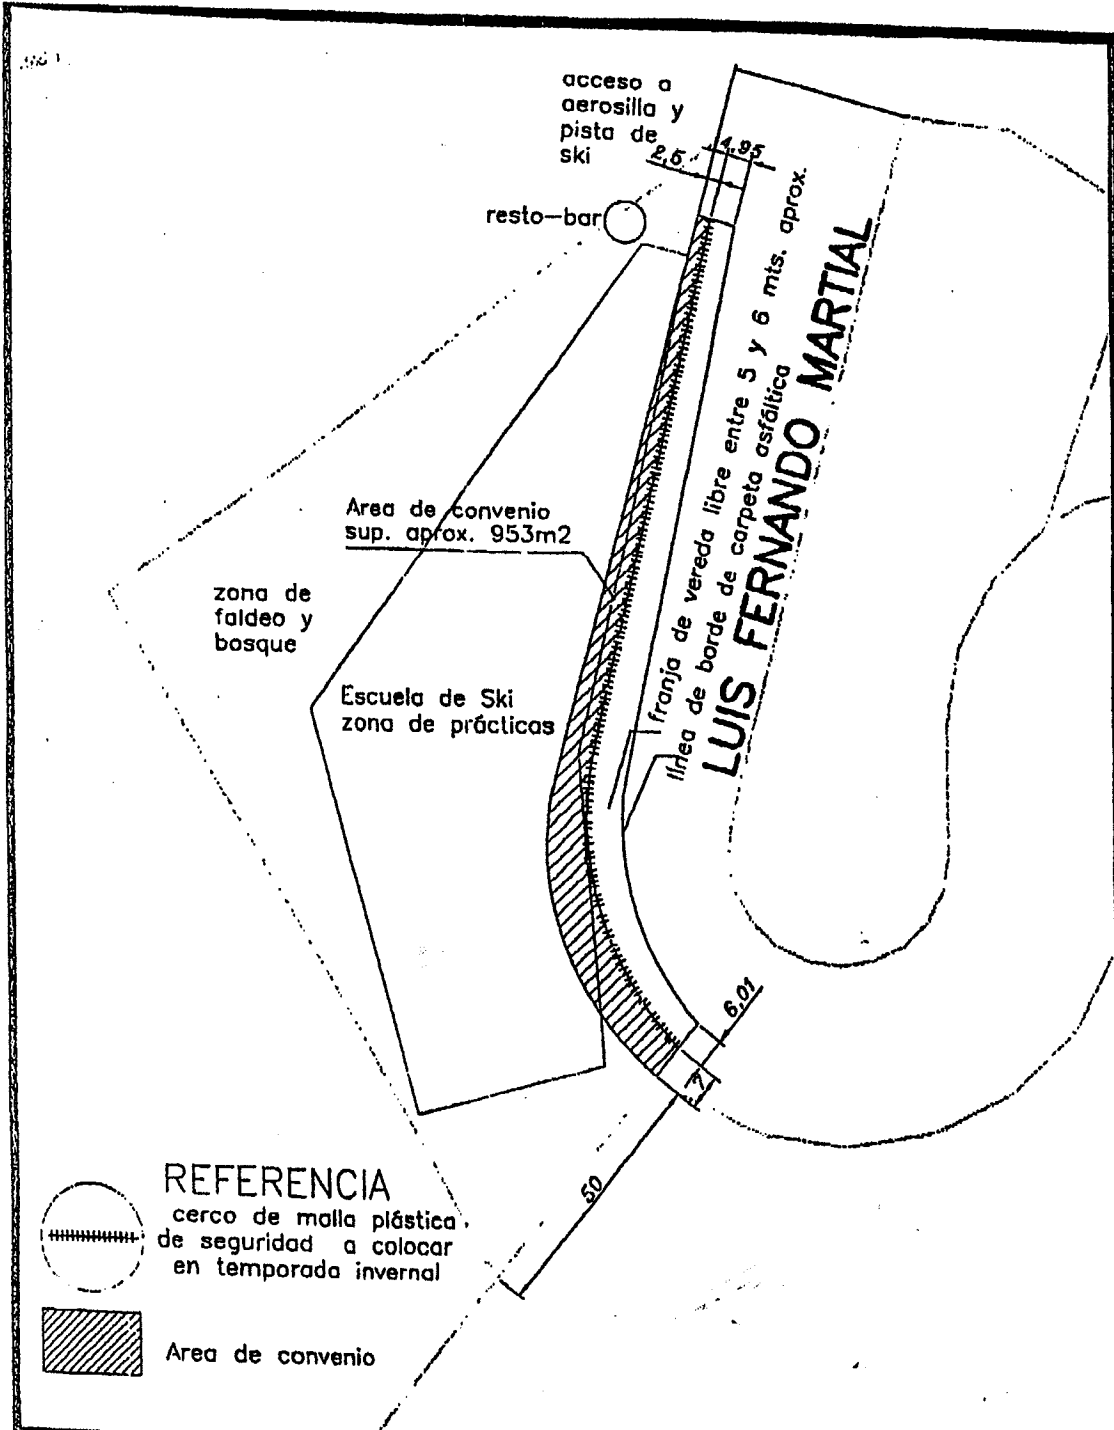 acceso a
aerosilla y
pista de
ski
2,5
4,95
resto-bar
franja de vereda libre entre 5 y 6 mts. aprox.
línea de borde de carpeta asfáltica
LUIS FERNANDO MARTIAL
Area de convenio
sup. aprox. 953m2
zona de
faldeo y
bosque
Escuela de Ski
zona de prácticas
6,01
7
50
REFERENCIA
cerco de malla plástica
de seguridad a colocar
en temporada invernal
Area de convenio